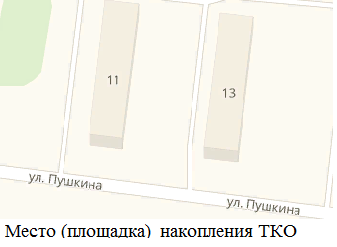 11
13
ул. Пушкина
ул. Пушкина
Место (площадка)  накопления ТКО